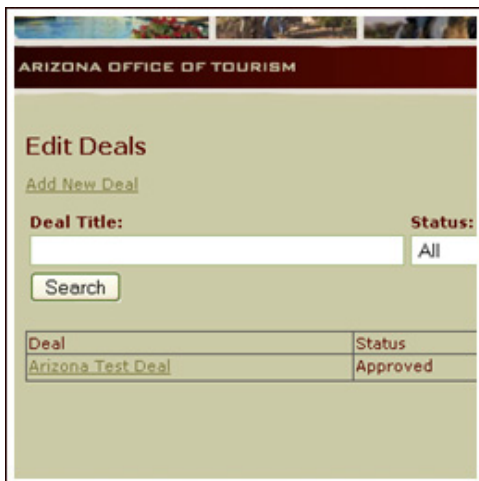 ARIZONA OFFICE OF TOURISM
Edit Deals
Add New Deal
Deal Title: Status:
All
Search
Deal Status
Arizona Test Deal Approved